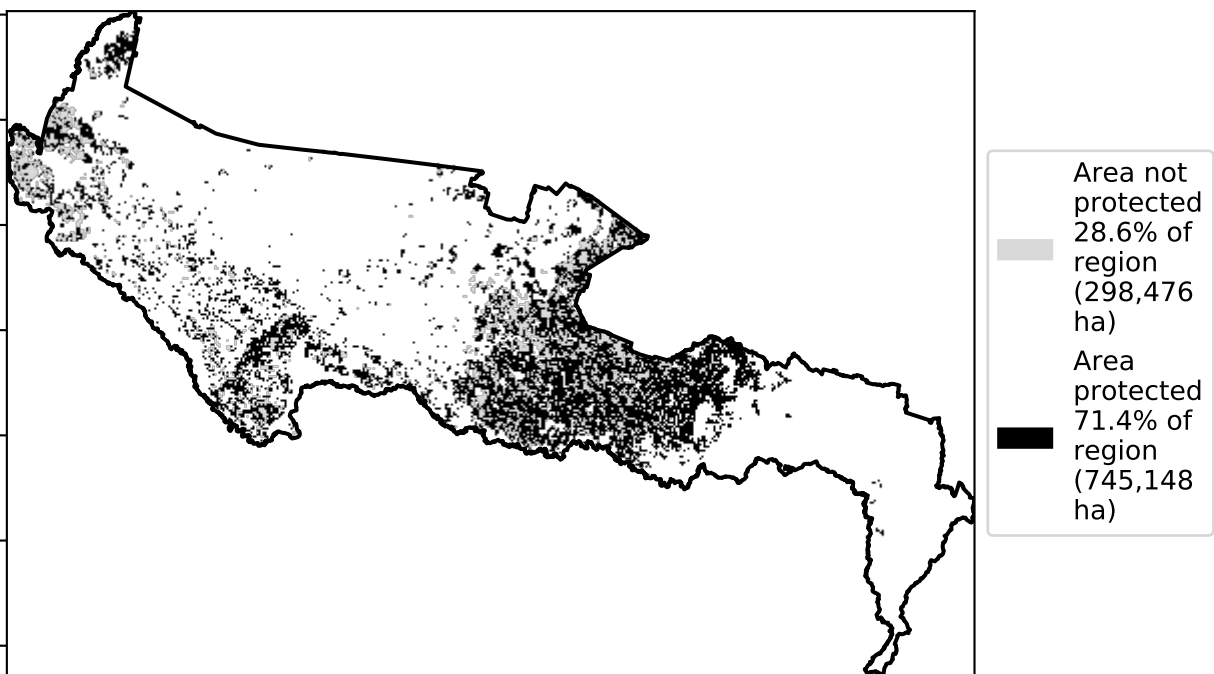 Area not
protected
28.6% of
region
(298,476
ha)
Area
protected
71.4% of
region
(745,148
ha)